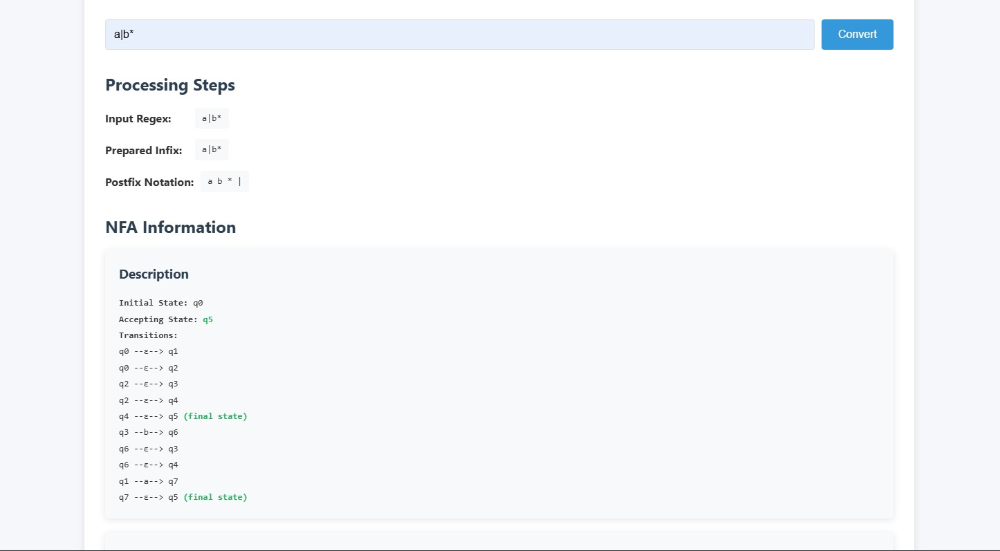 a|b*
Convert
Processing Steps
Input Regex: a|b*
Prepared Infix: a|b*
Postfix Notation: a b * |
NFA Information
Description
Initial State: q0
Accepting State: q5
Transitions:
q0 --ε--> q1
q0 --ε--> q2
q2 --ε--> q3
q2 --ε--> q4
q4 --ε--> q5 (final state)
q3 --b--> q6
q6 --ε--> q3
q6 --ε--> q4
q1 --a--> q7
q7 --ε--> q5 (final state)